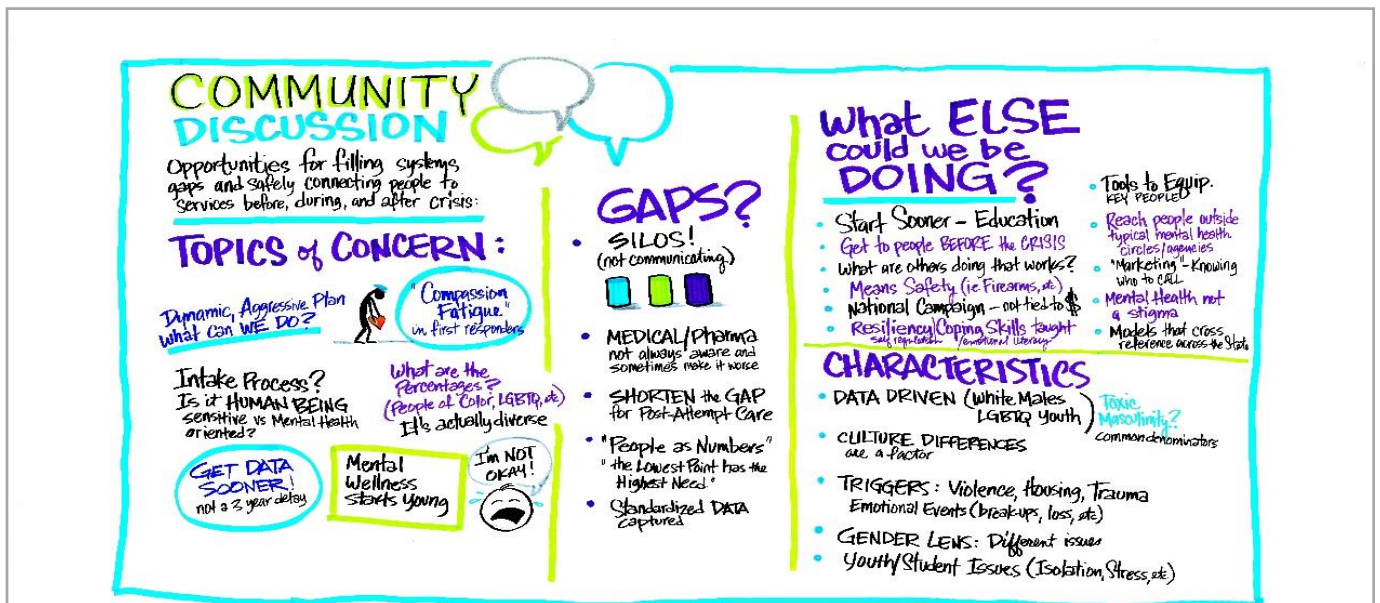 COMMUNITY
DISCUSSION
Opportunities for filling systems
gaps and safely connecting people to
services before, during, and after crisis:
TOPICS of CONCERN:
Dynamic, Aggressive Plan
What can WE DO?
"Compassion
Fatigue"
in first responders
Intake Process?
Is it HUMAN BEING
sensitive vs Mental Health
oriented?
What are the
Percentages?
(People of Color, LGBTQ, etc)
It's actually diverse
GET DATA
SOONER!
not a 3 year delay
Mental
Wellness
starts Young
I'm NOT
OKAY!
GAPS?
• SILOS!
(not communicating)
• MEDICAL/Pharma
not always aware and
sometimes make it worse
• SHORTEN the GAP
for Post-Attempt Care
• "People as Numbers"
"the Lowest Point has the
Highest Need."
• Standardized DATA
captured
What ELSE
could we be
DOING?
• Start Sooner – Education
• Get to people BEFORE the CRISIS
• What are others doing that works?
• Means Safety (ie Firearms, etc)
• National Campaign – not tied to $
• Resiliency/Coping Skills taught
self regulation /emotional literacy
• Tools to Equip.
KEY PEOPLE
• Reach people outside
typical mental health
circles/agencies
• "Marketing" – Knowing
who to CALL
• Mental Health not
a stigma
• Models that cross
reference across the State
CHARACTERISTICS
• DATA DRIVEN (White Males
LGBTQ Youth)
Toxic
Masculinity?
common denominators
• CULTURE DIFFERENCES
are a factor
• TRIGGERS: Violence, Housing, Trauma
Emotional Events (break-ups, loss, etc)
• GENDER LENS: Different issues
• Youth/Student Issues (Isolation, Stress, etc)